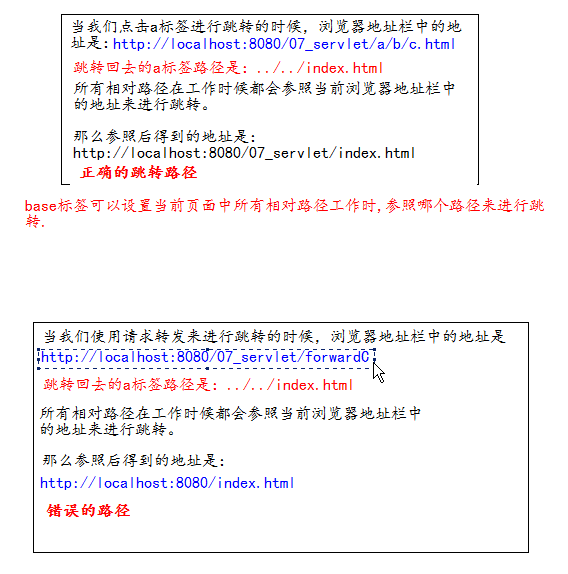 当我们点击a标签进行跳转的时候，浏览器地址栏中的地
址是:http://localhost:8080/07_servlet/a/b/c.html
跳转回去的a标签路径是: ../../index.html
所有相对路径在工作时候都会参照当前浏览器地址栏中
的地址来进行跳转。
那么参照后得到的地址是:
http://localhost:8080/07_servlet/index.html
正确的跳转路径
base标签可以设置当前页面中所有相对路径工作时,参照哪个路径来进行跳
转.
当我们使用请求转发来进行跳转的时候，浏览器地址栏中的地址是
http://localhost:8080/07_servlet/forwardC
跳转回去的a标签路径是: ../../index.html
所有相对路径在工作时候都会参照当前浏览器地址栏中
的地址来进行跳转。
那么参照后得到的地址是:
http://localhost:8080/index.html
错误的路径